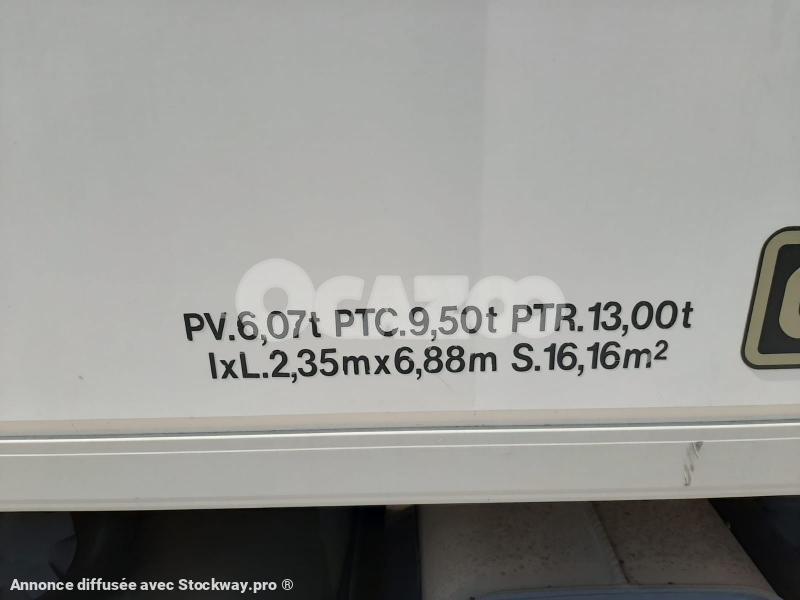 OCAZOO
PV.6,07t PTC.9,50t PTR.13,00t
lxL.2,35mx6,88m S.16,16m²
Annonce diffusée avec Stockway.pro ®